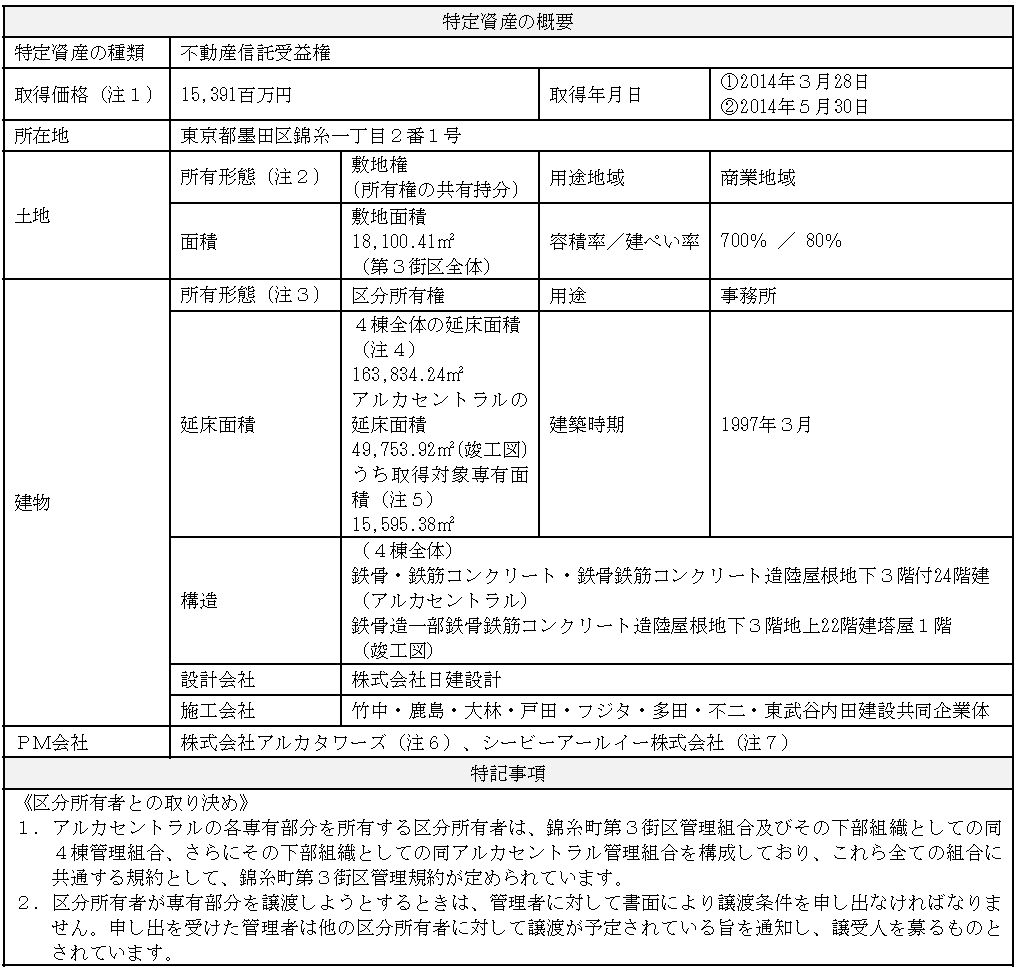 特定資産の概要
特定資産の種類 不動産信託受益権
取得価格（注１） 15,391百万円 取得年月日 ①2014年３月28日
②2014年５月30日
所在地 東京都墨田区錦糸一丁目２番１号
土地
所有形態（注２） 敷地権
(所有権の共有持分） 用途地域 商業地域
面積 敷地面積
18,100.41㎡
（第３街区全体） 容積率／建ぺい率 700％ ／ 80％
建物
所有形態（注３） 区分所有権 用途 事務所
延床面積
４棟全体の延床面積
（注４）
163,834.24㎡
アルカセントラルの
延床面積
49,753.92㎡(竣工図)
うち取得対象専有面
積（注５）
15,595.38㎡
建築時期 1997年３月
構造
（４棟全体）
鉄骨・鉄筋コンクリート・鉄骨鉄筋コンクリート造陸屋根地下３階付24階建
（アルカセントラル）
鉄骨造一部鉄骨鉄筋コンクリート造陸屋根地下３階地上22階建塔屋１階
（竣工図）
設計会社 株式会社日建設計
施工会社 竹中・鹿島・大林・戸田・フジタ・多田・不二・東武谷内田建設共同企業体
ＰＭ会社 株式会社アルカタワーズ（注６）、シービーアールイー株式会社（注７）
特記事項
《区分所有者との取り決め》
１．アルカセントラルの各専有部分を所有する区分所有者は、錦糸町第３街区管理組合及びその下部組織としての同
４棟管理組合、さらにその下部組織としての同アルカセントラル管理組合を構成しており、これら全ての組合に
共通する規約として、錦糸町第３街区管理規約が定められています。
２．区分所有者が専有部分を譲渡しようとするときは、管理者に対して書面により譲渡条件を申し出なければなりま
せん。申し出を受けた管理者は他の区分所有者に対して譲渡が予定されている旨を通知し、譲受人を募るものと
されています。